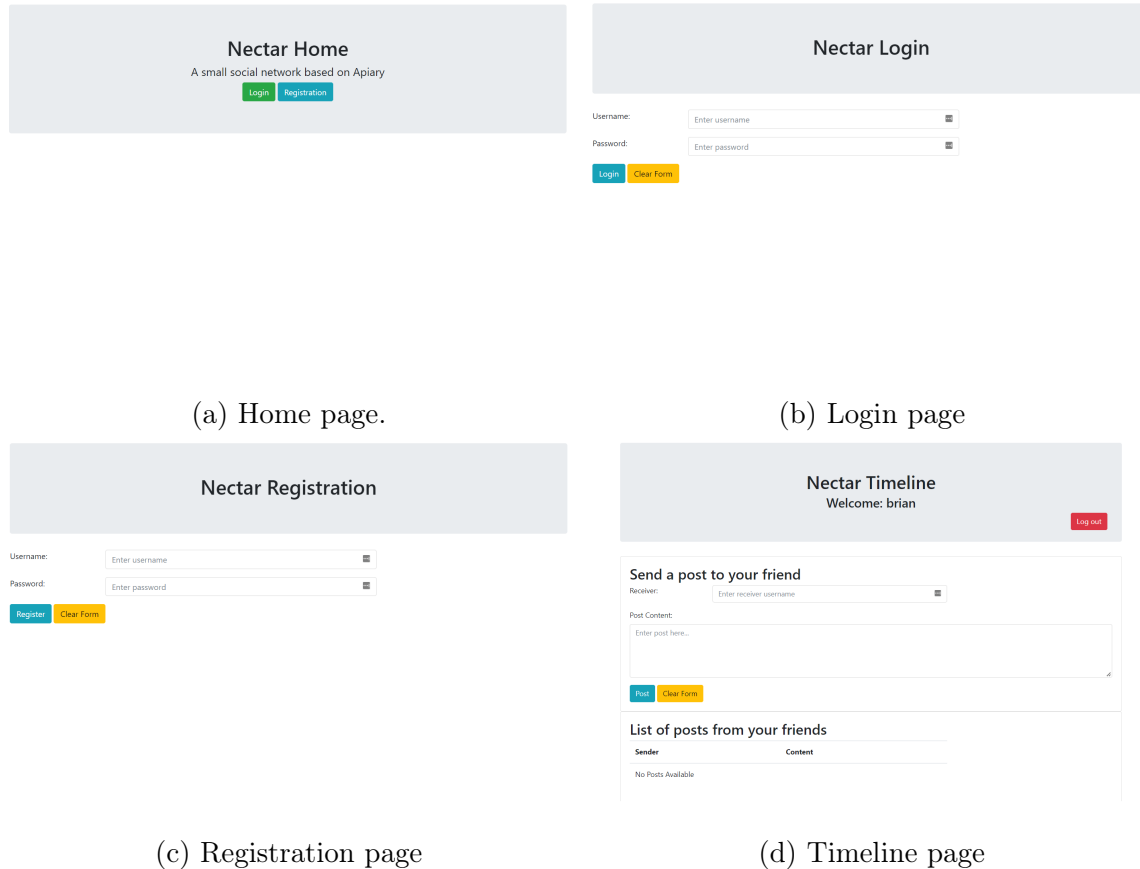 Nectar Home
A small social network based on Apiary
Login Registration
(a) Home page.
Nectar Login
Username: Enter username
Password: Enter password
Login Clear Form
(b) Login page
Nectar Registration
Username: Enter username
Password: Enter password
Register Clear Form
(c) Registration page
Nectar Timeline
Welcome: brian
Log out
Send a post to your friend
Receiver: Enter receiver username
Post Content:
Enter post here...
Post Clear Form
List of posts from your friends
Sender Content
No Posts Available
(d) Timeline page